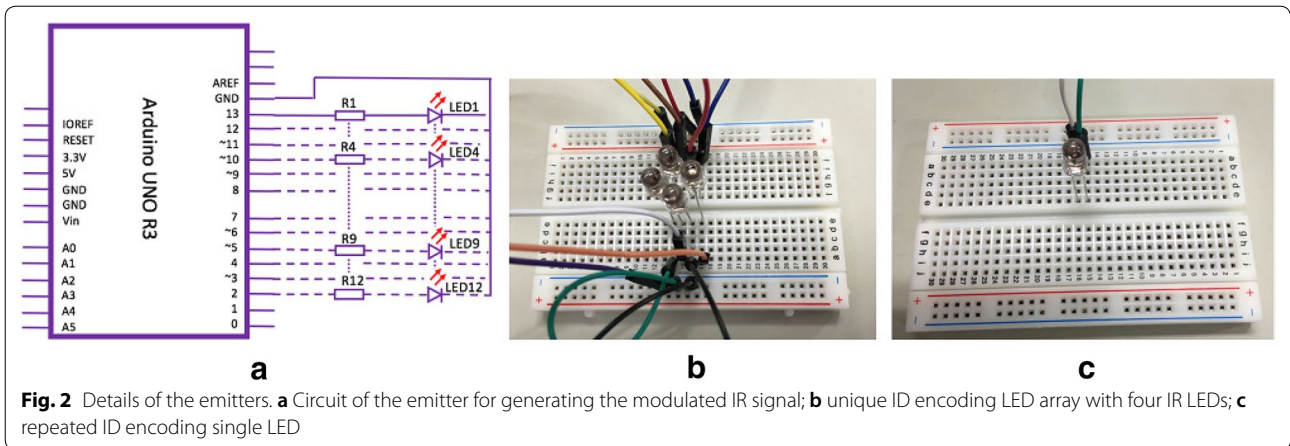 Arduino UNO R3
IOREF
RESET
3.3V
5V
GND
GND
Vin
A0
A1
A2
A3
A4
A5
AREF
GND
13
12
~11
~10
~9
8
7
~6
~5
4
~3
2
1
0
R1
R4
R9
R12
LED1
LED4
LED9
LED12
a
b
c
Fig. 2 Details of the emitters. a Circuit of the emitter for generating the modulated IR signal; b unique ID encoding LED array with four IR LEDs; c
repeated ID encoding single LED